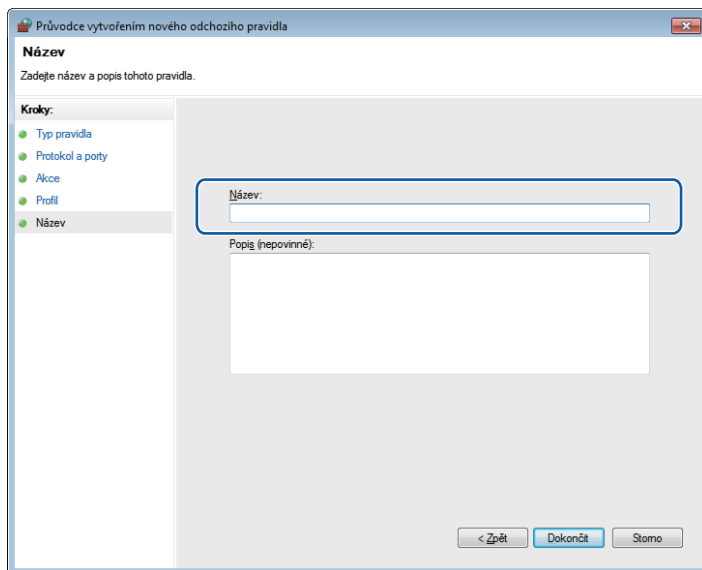 Průvodce vytvořením nového odchozího pravidla
Název
Zadejte název a popis tohoto pravidla.
Kroky:
Typ pravidla
Protokol a porty
Akce
Profil
Název
Název:
Popis (nepovinné):
< Zpět
Dokončit
Storno